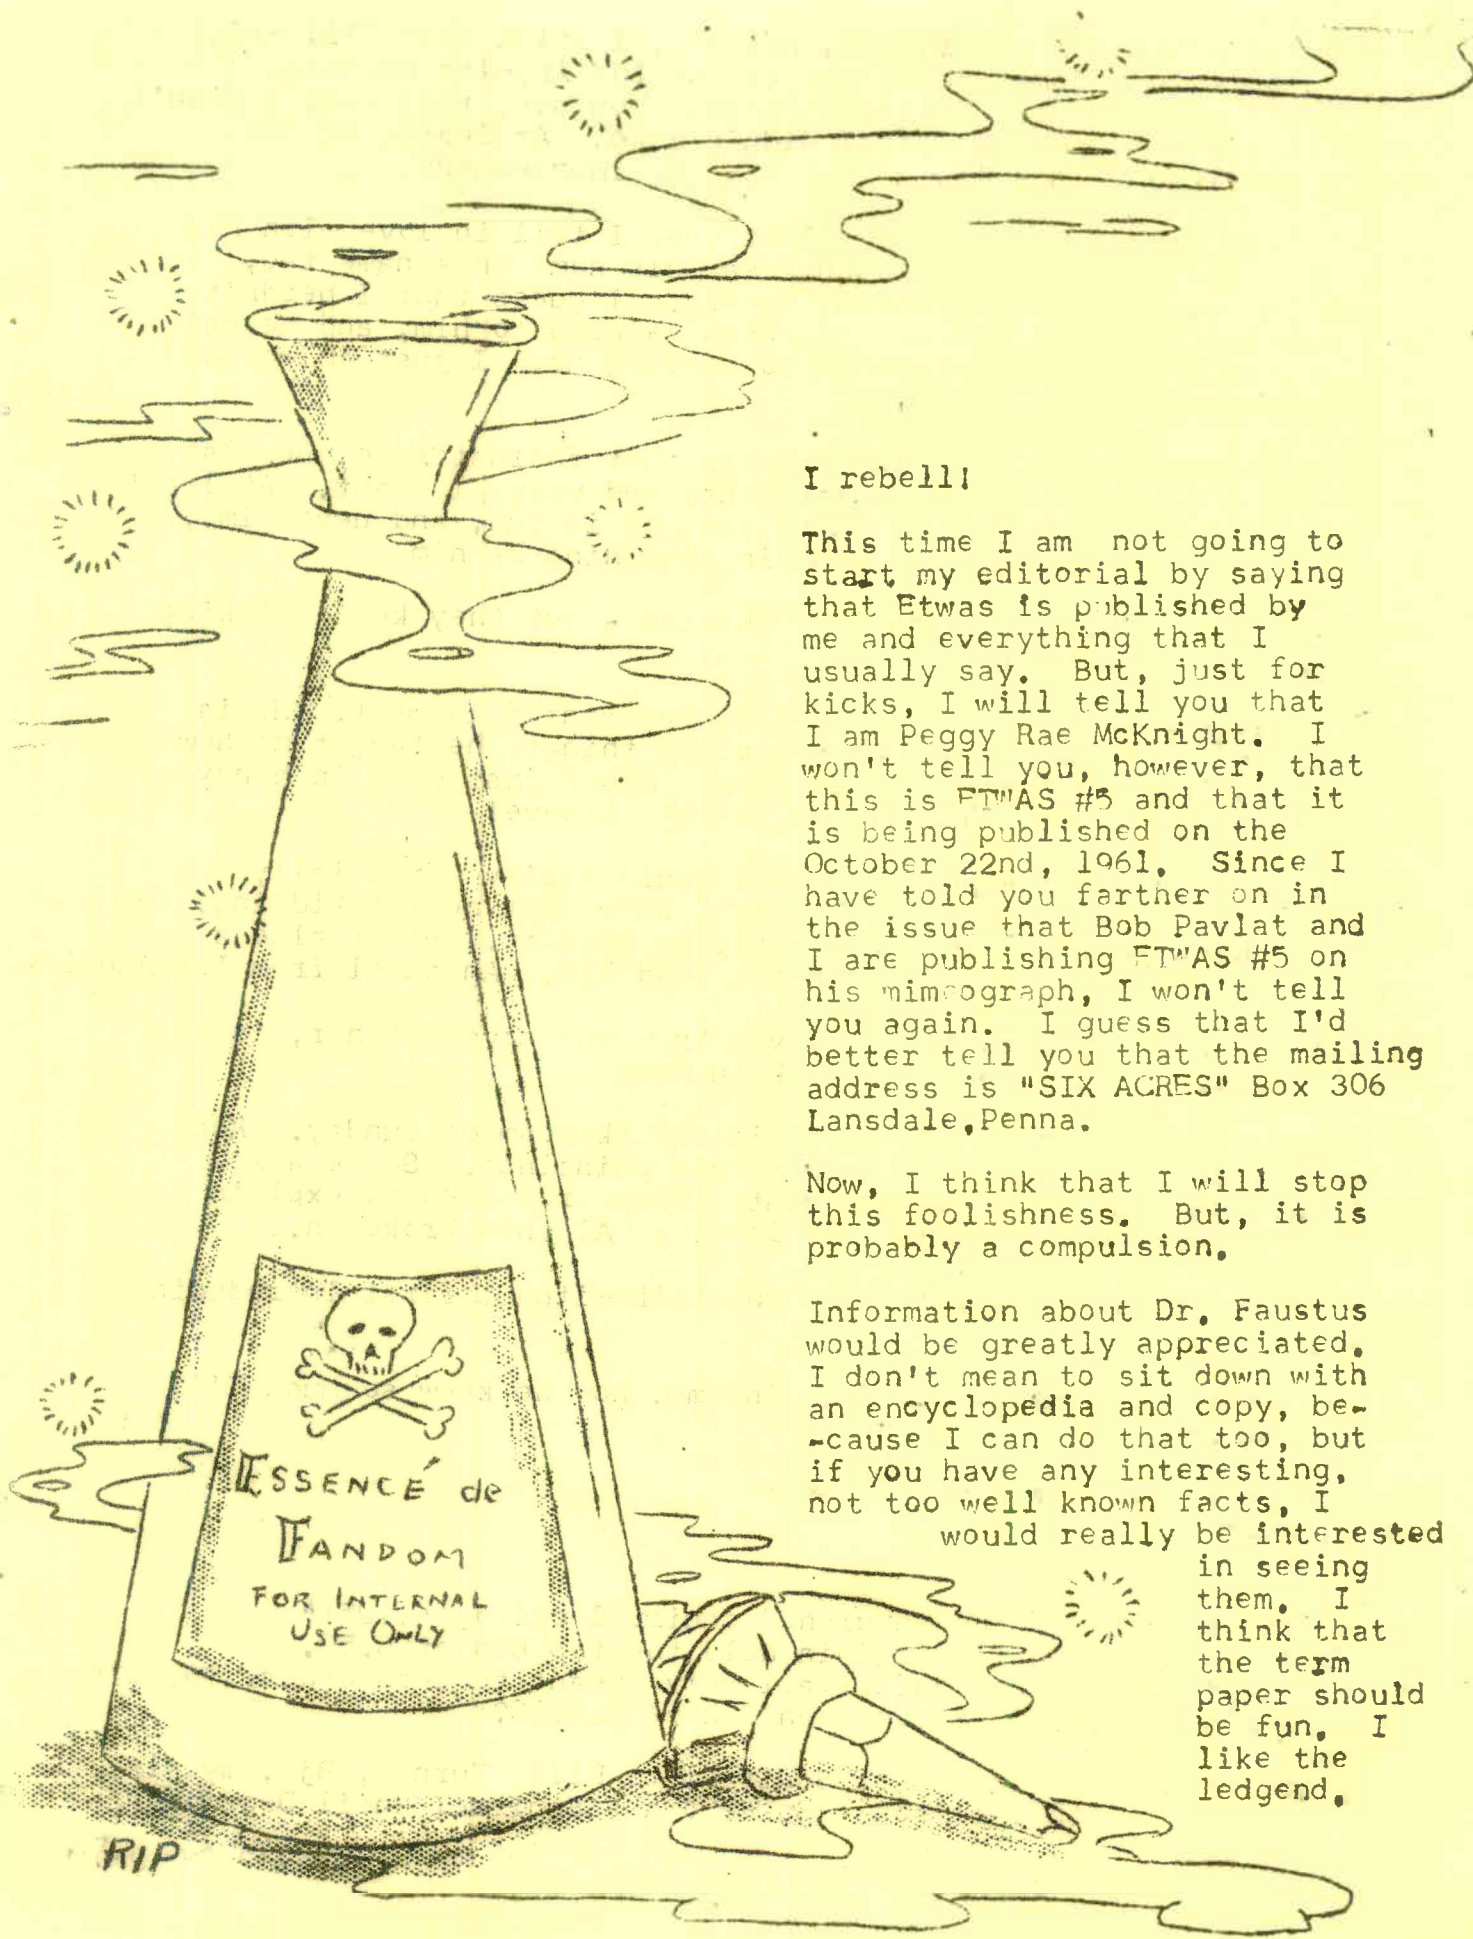 I rebell!
This time I am not going to
start my editorial by saying
that Etwas is published by
me and everything that I
usually say. But, just for
kicks, I will tell you that
I am Peggy Rae McKnight. I
won't tell you, however, that
this is ETWAS #5 and that it
is being published on the
October 22nd, 1961. Since I
have told you farther on in
the issue that Bob Pavlat and
I are publishing ETWAS #5 on
his mimeograph, I won't tell
you again. I guess that I'd
better tell you that the mailing
address is "SIX ACRES" Box 306
Lansdale,Penna.
Now, I think that I will stop
this foolishness. But, it is
probably a compulsion.
Information about Dr. Faustus
would be greatly appreciated.
I don't mean to sit down with
an encyclopedia and copy, be-
-cause I can do that too, but
if you have any interesting,
not too well known facts, I
would really be interested
in seeing
them. I
think that
the term
paper should
be fun. I
like the
ledgend.
ESSENCÉ de
FANDOM
FOR INTERNAL
USE ONLY
RIP